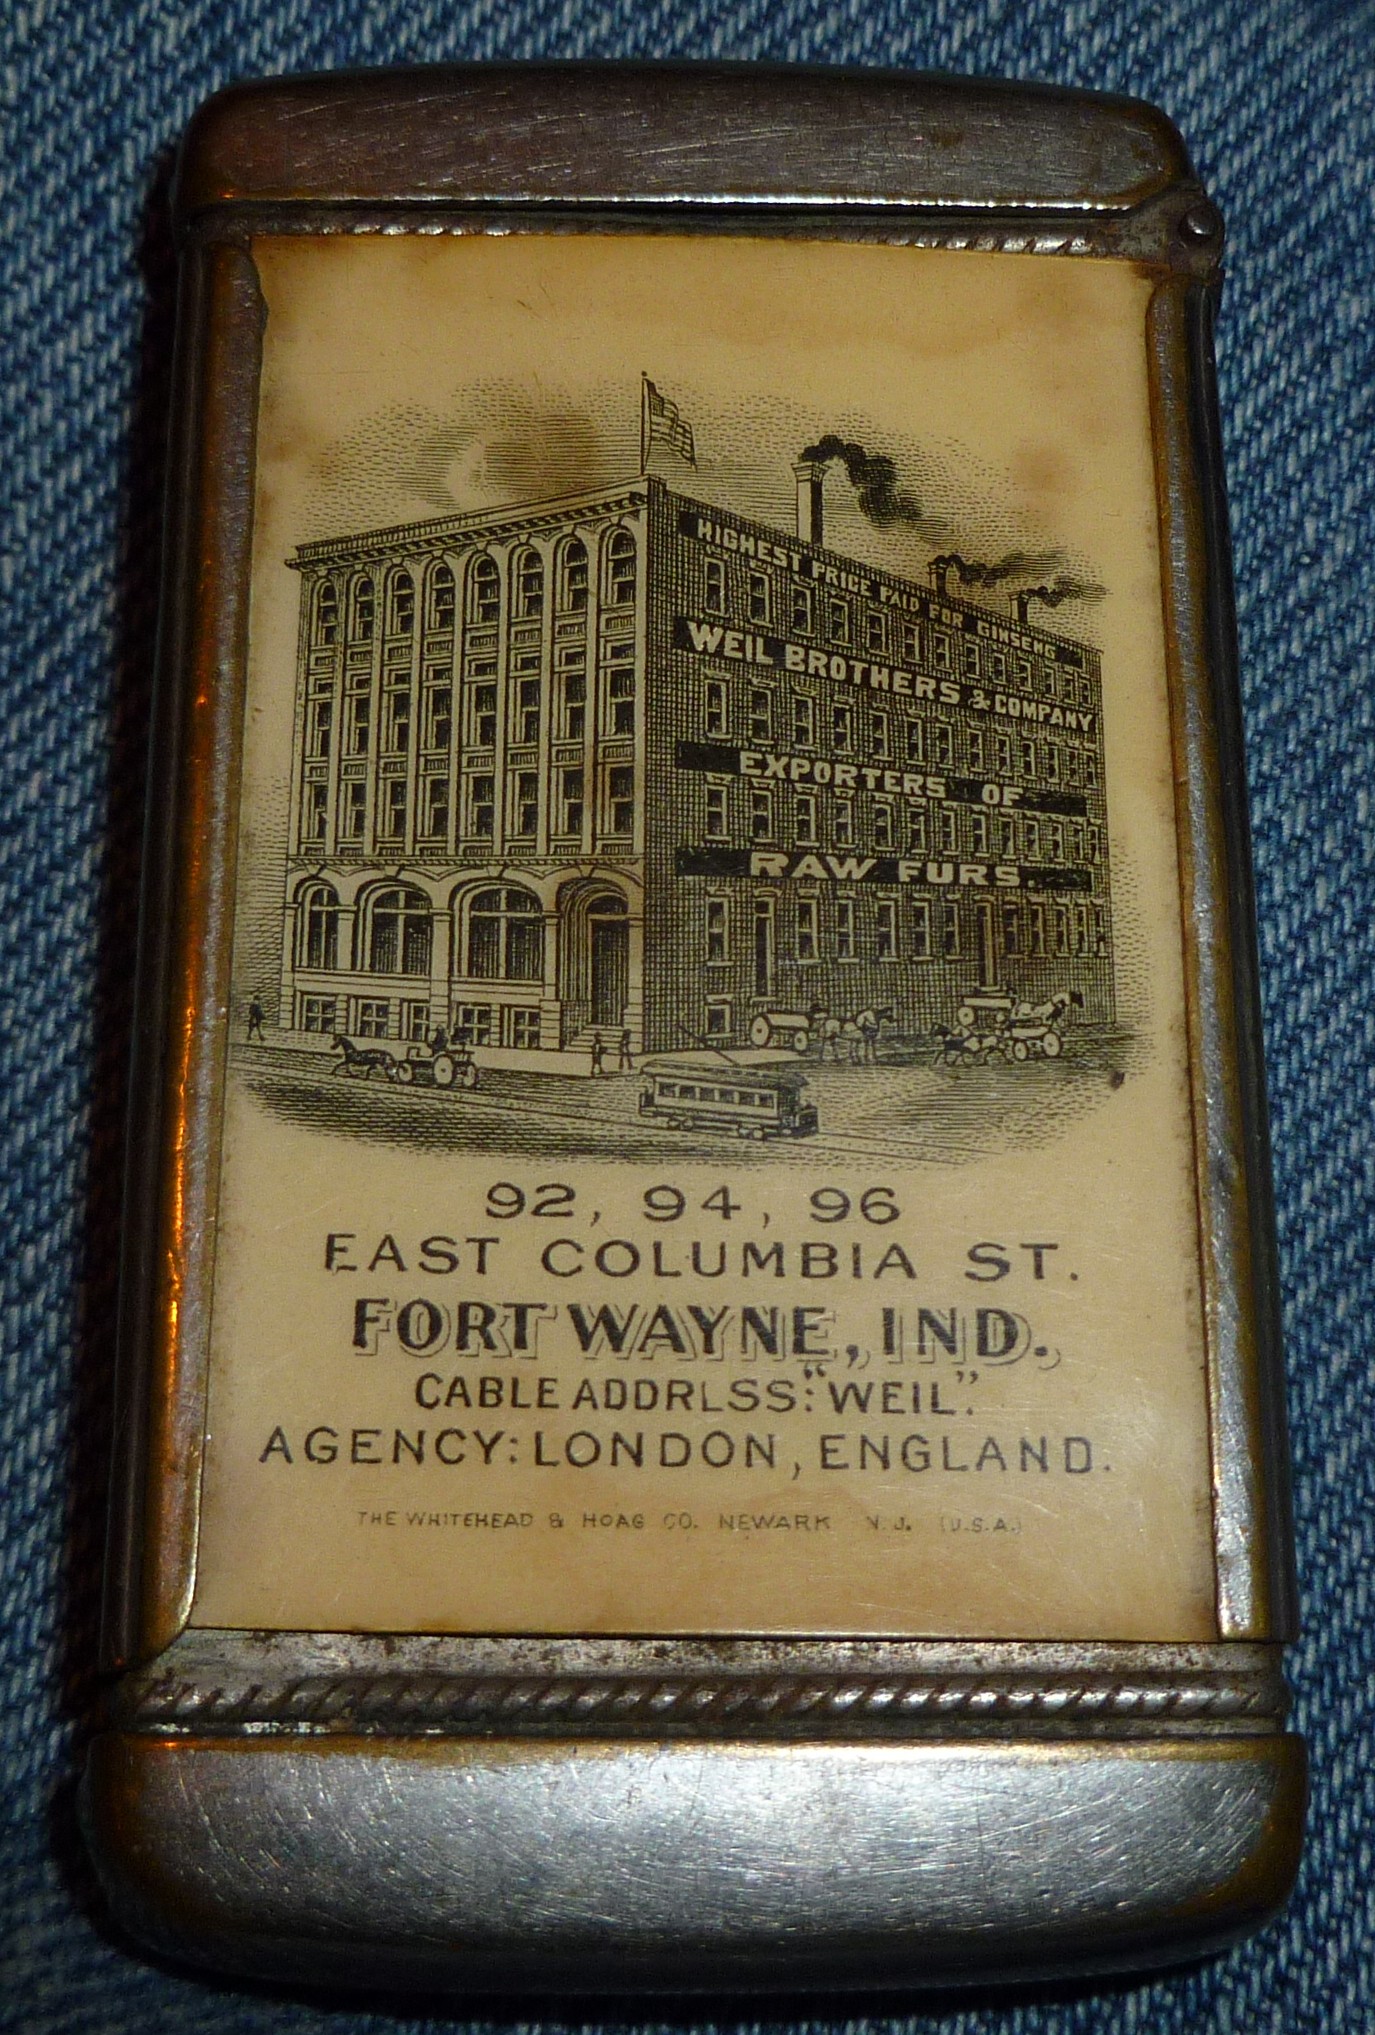 HIGHEST PRICE PAID FOR GINSENG
WEIL BROTHERS & COMPANY
EXPORTERS OF
RAW FURS.
92, 94, 96
EAST COLUMBIA ST.
FORT WAYNE, IND.
CABLE ADDRLSS: "WEIL".
AGENCY: LONDON, ENGLAND.
THE WHITEHEAD & HOAG CO. NEWARK N.J. (U.S.A.)